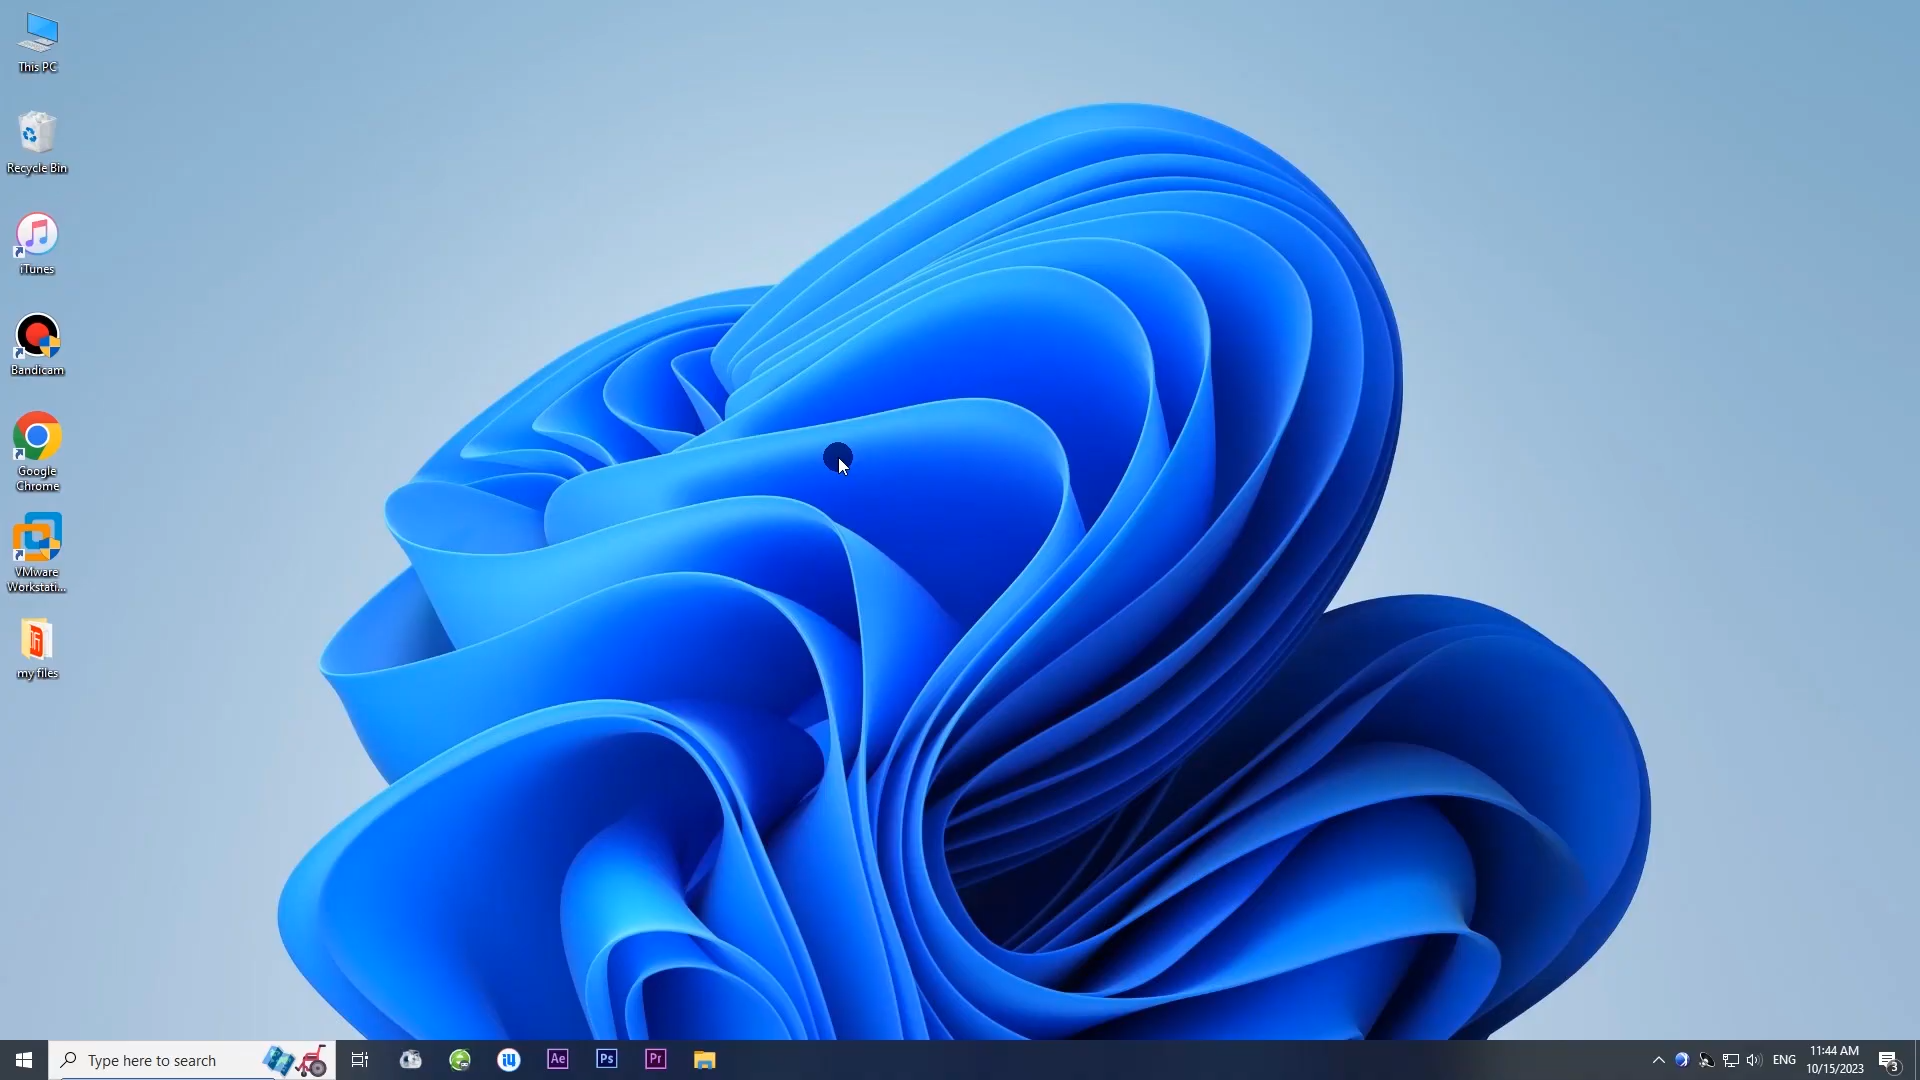 This PC
Recycle Bin
iTunes
Bandicam
Google
Chrome
VMware
Workstati...
my files
Type here to search
Ae
Ps
Pr
ENG
11:44 AM
10/15/2023
3